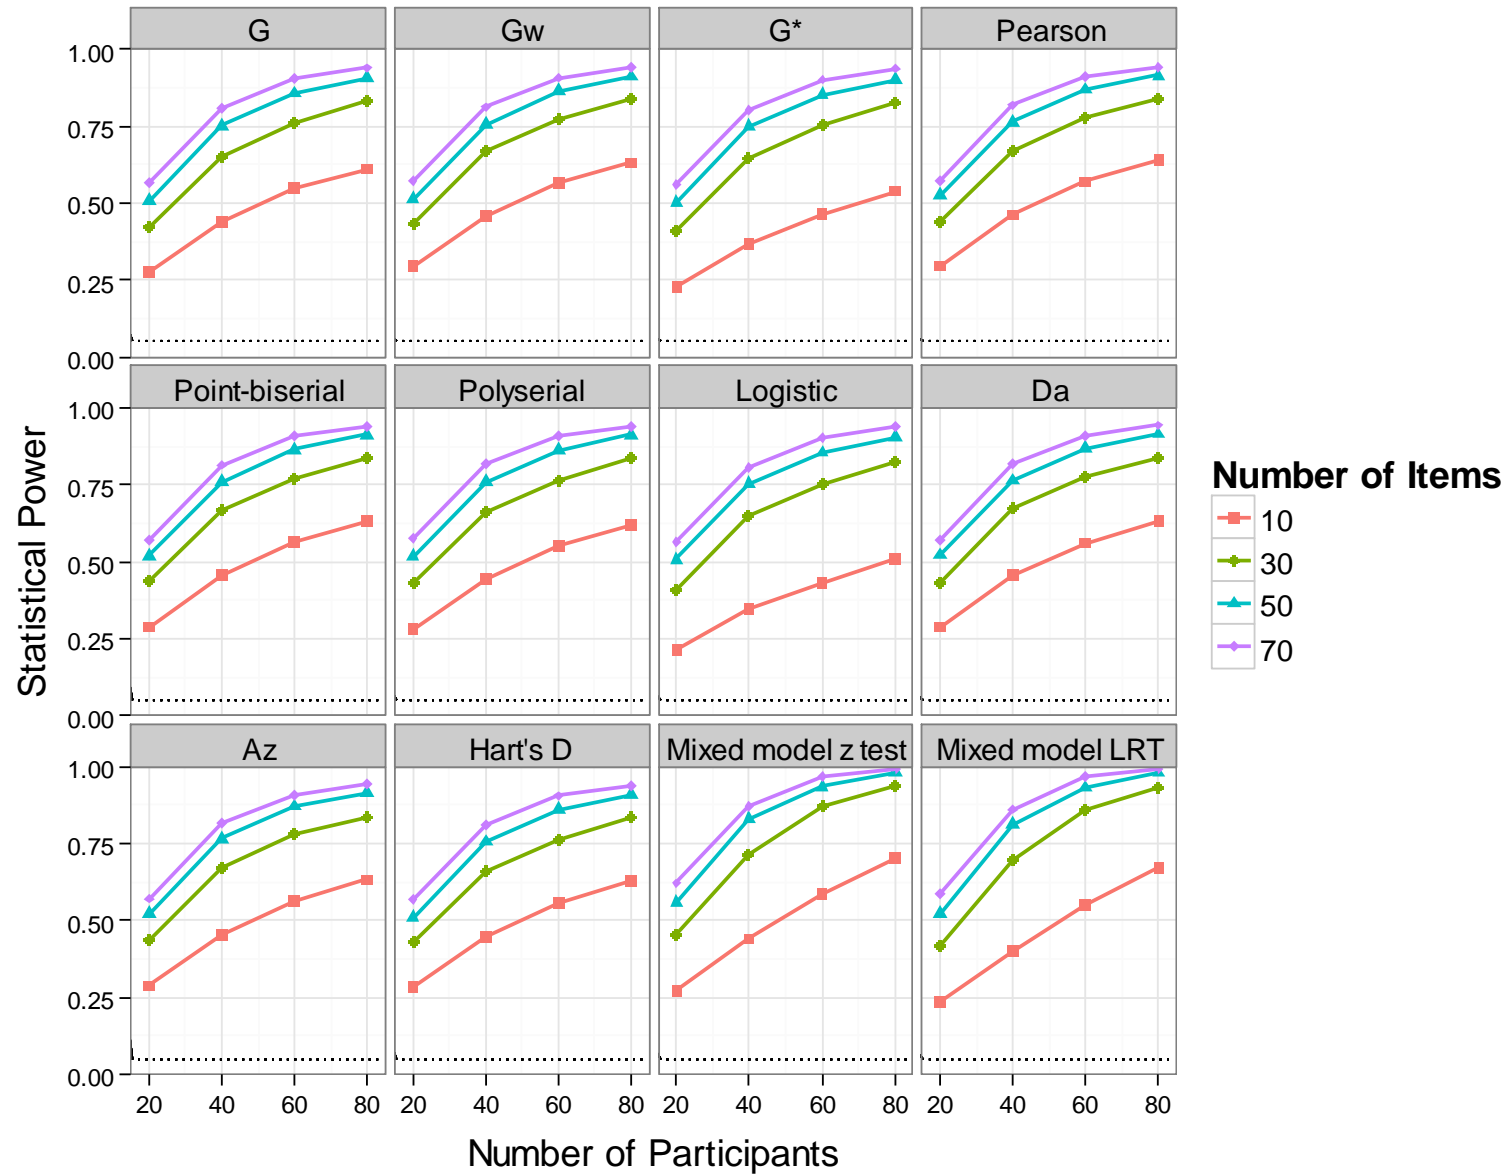 G Gw G* Pearson
1.00
0.75
0.50
0.25
0.00
Point-biserial Polyserial Logistic Da
1.00
0.75
0.50
0.25
0.00
Az Hart's D Mixed model z test Mixed model LRT
1.00
0.75
0.50
0.25
0.00
20 40 60 80 20 40 60 80 20 40 60 80 20 40 60 80
Number of Participants
Statistical Power
Number of Items
10
30
50
70